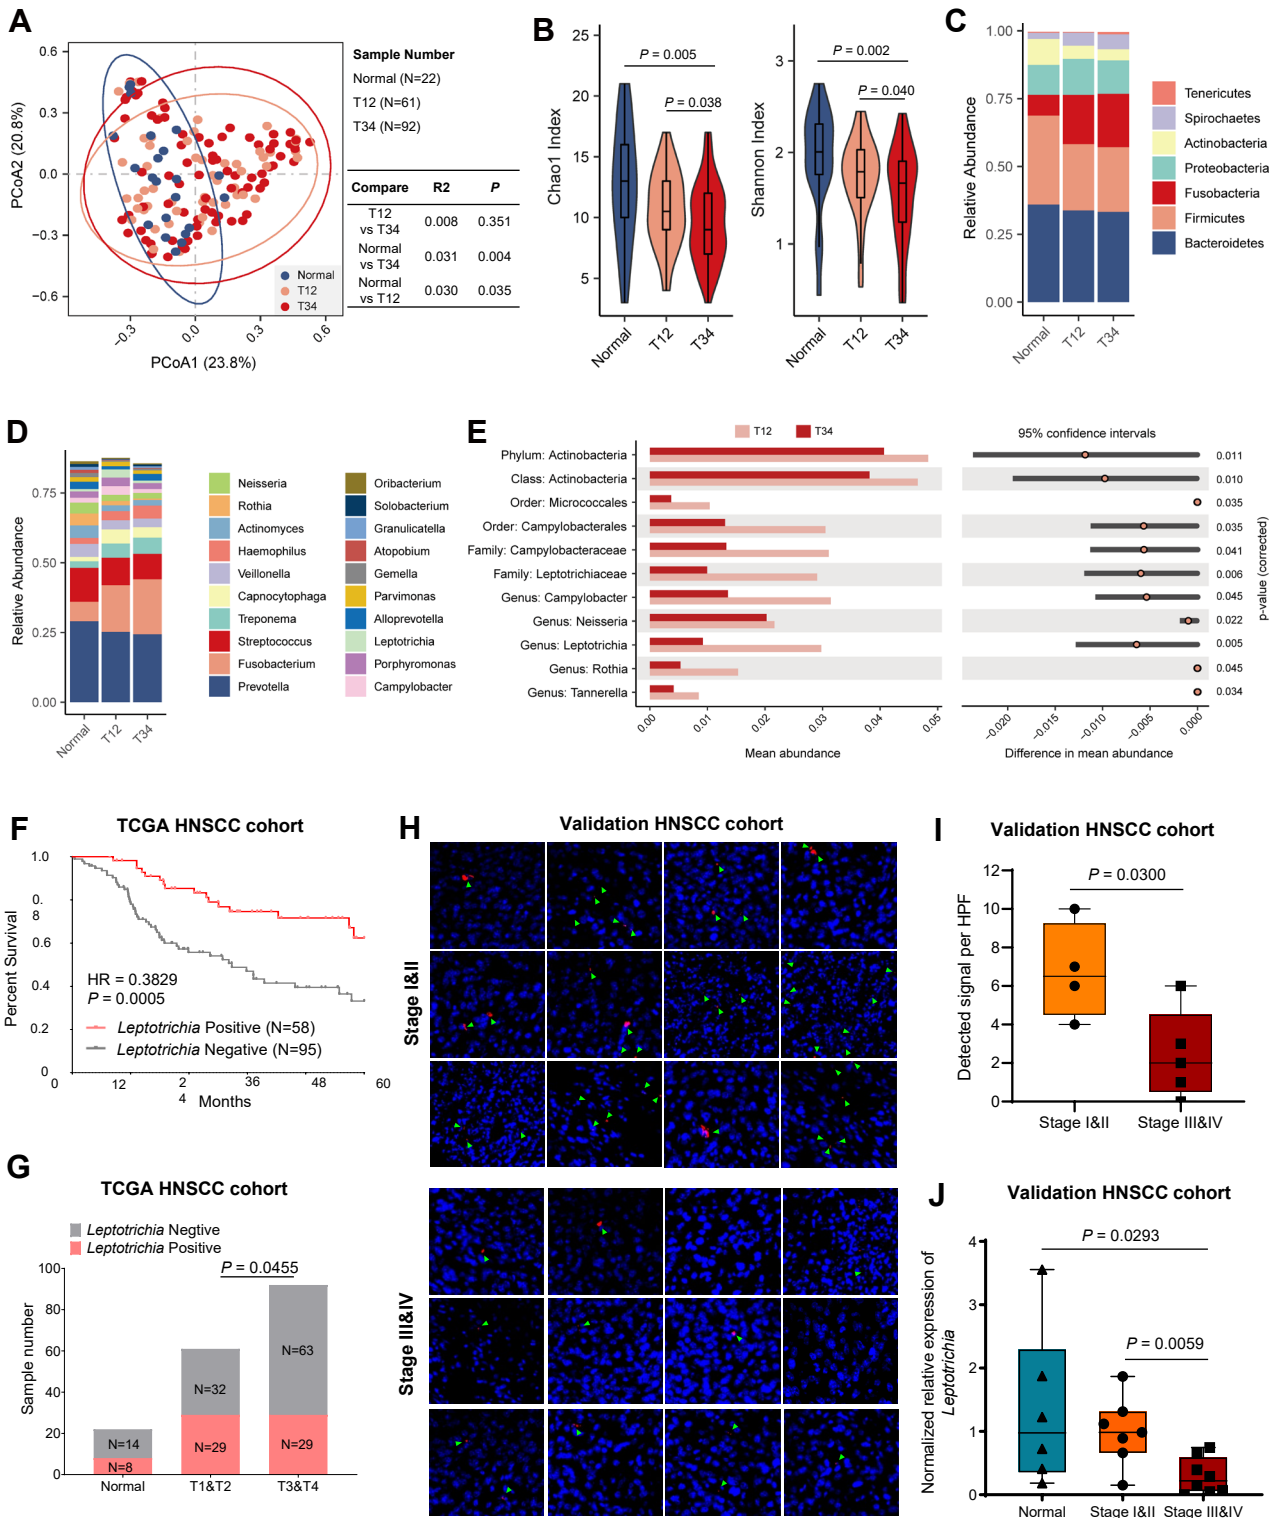 A
0.6
0.3
0.0
−0.3
−0.6
PCoA2 (20.8%)
−0.3
0.0
0.3
0.6
PCoA1 (23.8%)
Normal
T12
T34
Sample Number
Normal (N=22)
T12 (N=61)
T34 (N=92)
Compare R2 P
T12 vs T34 0.008 0.351
Normal vs T34 0.031 0.004
Normal vs T12 0.030 0.035
B
25
20
15
10
5
Chao1 Index
P = 0.005
P = 0.038
Normal
T12
T34
3
2
1
Shannon Index
P = 0.002
P = 0.040
Normal
T12
T34
C
1.00
0.75
0.50
0.25
0.00
Relative Abundance
Normal
T12
T34
Tenericutes
Spirochaetes
Actinobacteria
Proteobacteria
Fusobacteria
Firmicutes
Bacteroidetes
D
0.75
0.50
0.25
0.00
Relative Abundance
Normal
T12
T34
Neisseria
Rothia
Actinomyces
Haemophilus
Veillonella
Capnocytophaga
Treponema
Streptococcus
Fusobacterium
Prevotella
Oribacterium
Solobacterium
Granulicatella
Atopobium
Gemella
Parvimonas
Alloprevotella
Leptotrichia
Porphyromonas
Campylobacter
E
T12
T34
95% confidence intervals
Phylum: Actinobacteria 0.011
Class: Actinobacteria 0.010
Order: Micrococcales 0.035
Order: Campylobacterales 0.035
Family: Campylobacteraceae 0.041
Family: Leptotrichiaceae 0.006
Genus: Campylobacter 0.045
Genus: Neisseria 0.022
Genus: Leptotrichia 0.005
Genus: Rothia 0.045
Genus: Tannerella 0.034
p-value (corrected)
0.00
0.01
0.02
0.03
0.04
0.05
Mean abundance
−0.020
−0.015
−0.010
−0.005
0.000
Difference in mean abundance
F
TCGA HNSCC cohort
1.0
0.
8
0.6
0.4
0.2
0
Percent Survival
HR = 0.3829
P = 0.0005
Leptotrichia Positive (N=58)
Leptotrichia Negative (N=95)
0 12 2 36 48 60
4
Months
G
TCGA HNSCC cohort
Leptotrichia Negtive
Leptotrichia Positive
100
80
60
40
20
0
Sample number
P = 0.0455
N=14
N=8
N=32
N=29
N=63
N=29
Normal
T1&T2
T3&T4
H
Validation HNSCC cohort
Stage I&II
Stage III&IV
I
Validation HNSCC cohort
12
10
8
6
4
2
0
Detected signal per HPF
P = 0.0300
Stage I&II
Stage III&IV
J
Validation HNSCC cohort
4
3
2
1
0
Normalized relative expression of
Leptotrichia
P = 0.0293
P = 0.0059
Normal
Stage I&II
Stage III&IV